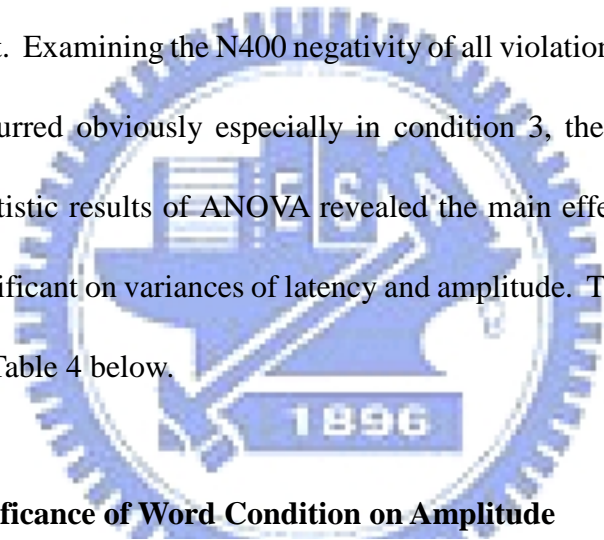 t. Examining the N400 negativity of all violation
urred obviously especially in condition 3, the
tistic results of ANOVA revealed the main effe
ificant on variances of latency and amplitude. T
Table 4 below.
ES
1896
ificance of Word Condition on Amplitude